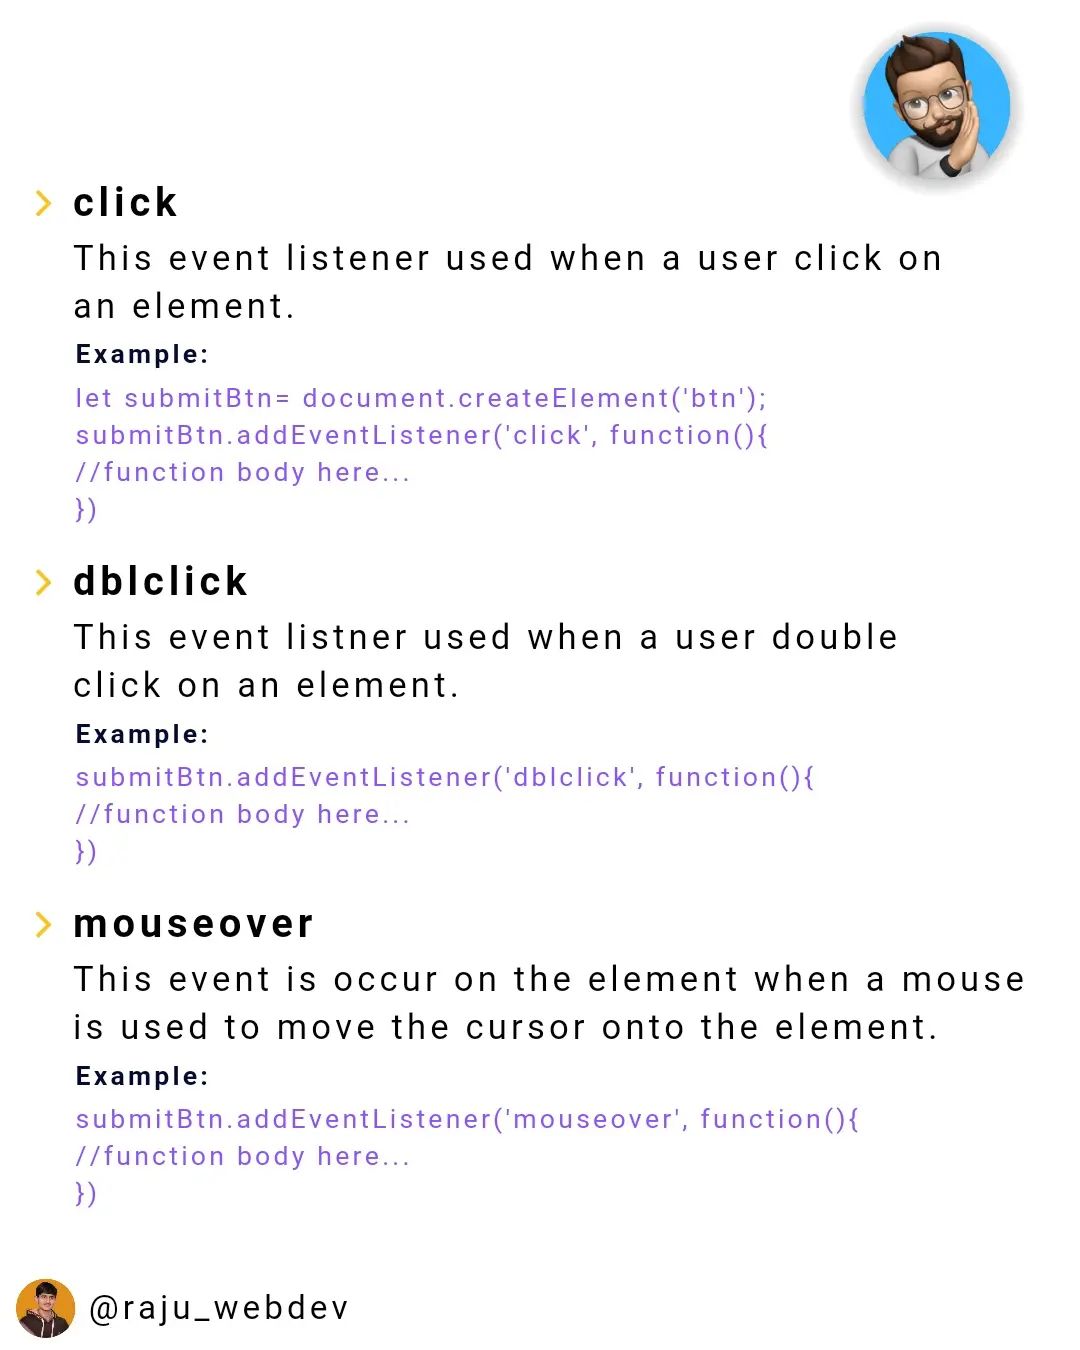 click
This event listener used when a user click on
an element.
Example:
let submitBtn= document.createElement('btn');
submitBtn.addEventListener('click', function(){
//function body here...
})
dblclick
This event listner used when a user double
click on an element.
Example:
submitBtn.addEventListener('dblclick', function(){
//function body here...
})
mouseover
This event is occur on the element when a mouse
is used to move the cursor onto the element.
Example:
submitBtn.addEventListener('mouseover', function(){
//function body here...
})
@raju_webdev